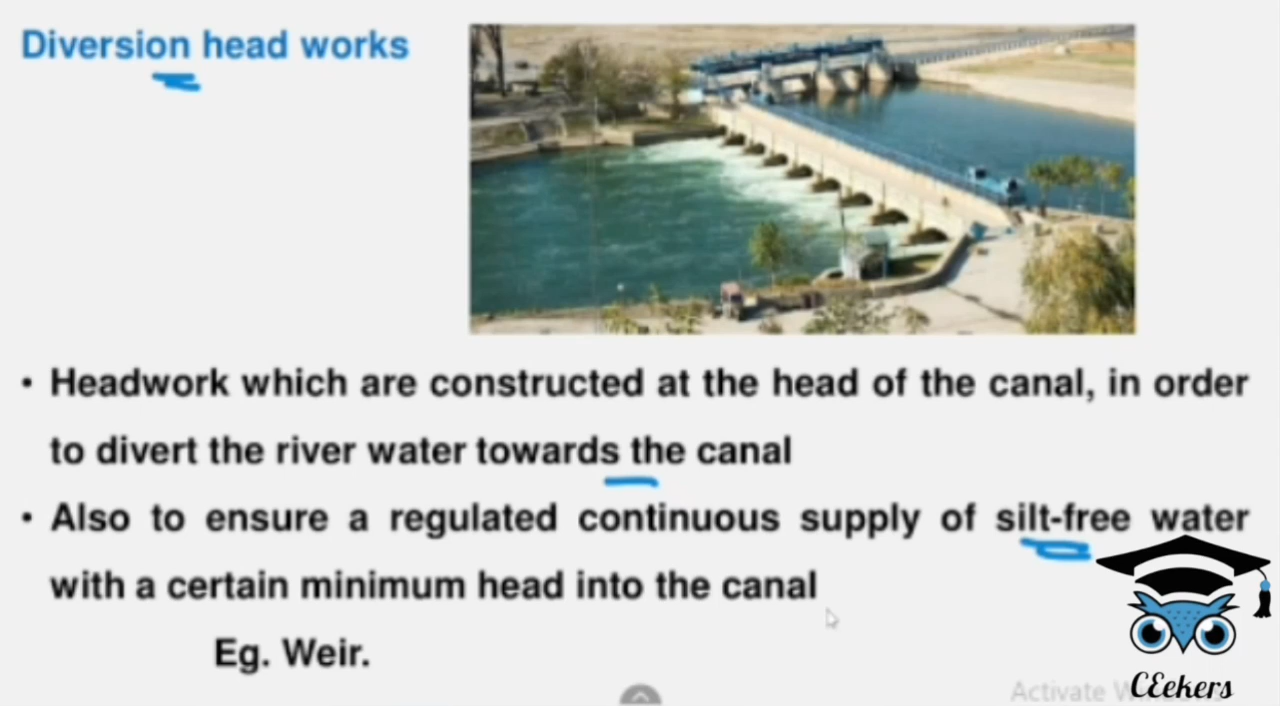 Diversion head works
• Headwork which are constructed at the head of the canal, in order
to divert the river water towards the canal
• Also to ensure a regulated continuous supply of silt-free water
with a certain minimum head into the canal
Eg. Weir.
Activate
CEekers